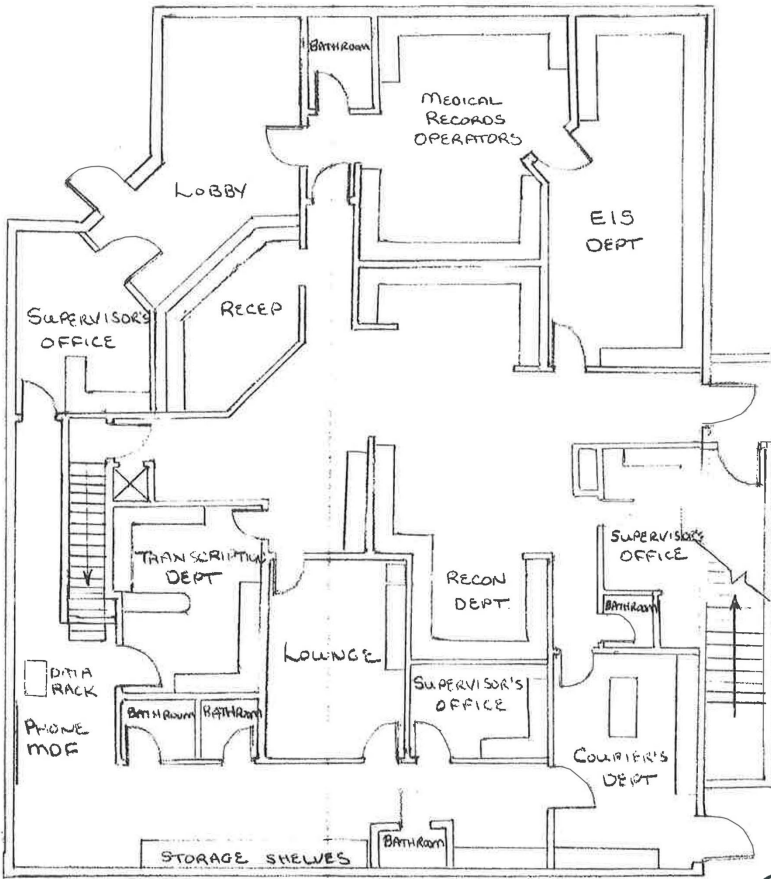 BATHROOM
MEDICAL
RECORDS
OPERATORS
LOBBY
EIS
DEPT
RECEP
SUPERVISOR'S
OFFICE
SUPERVISOR'S
OFFICE
TRANSCRIPTION
DEPT
RECON
DEPT.
BATHROOM
LOUNGE
DATA
RACK
SUPERVISOR'S
OFFICE
BATHROOM
BATHROOM
PHONE
MDF
COURIER'S
DEPT
STORAGE SHELVES
BATHROOM